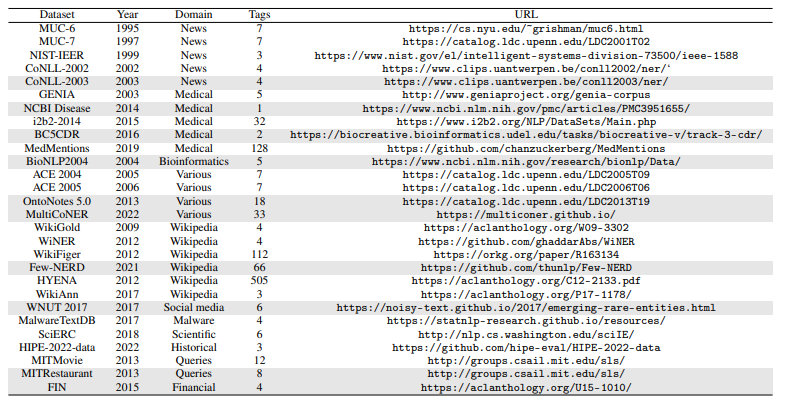 Dataset Year Domain Tags URL
MUC-6 1995 News 7 https://cs.nyu.edu/~grishman/muc6.html
MUC-7 1997 News 7 https://catalog.ldc.upenn.edu/LDC2001T02
NIST-IEER 1999 News 3 https://www.nist.gov/el/intelligent-systems-division-73500/ieee-1588
CoNLL-2002 2002 News 4 https://www.clips.uantwerpen.be/conll2002/ner/‘
CoNLL-2003 2003 News 4 https://www.clips.uantwerpen.be/conll2003/ner/
GENIA 2003 Medical 5 http://www.geniaproject.org/genia-corpus
NCBI Disease 2014 Medical 1 https://www.ncbi.nlm.nih.gov/pmc/articles/PMC3951655/
i2b2-2014 2015 Medical 32 https://www.i2b2.org/NLP/DataSets/Main.php
BC5CDR 2016 Medical 2 https://biocreative.bioinformatics.udel.edu/tasks/biocreative-v/track-3-cdr/
MedMentions 2019 Medical 128 https://github.com/chanzuckerberg/MedMentions
BioNLP2004 2004 Bioinformatics 5 https://www.ncbi.nlm.nih.gov/research/bionlp/Data/
ACE 2004 2005 Various 7 https://catalog.ldc.upenn.edu/LDC2005T09
ACE 2005 2006 Various 7 https://catalog.ldc.upenn.edu/LDC2006T06
OntoNotes 5.0 2013 Various 18 https://catalog.ldc.upenn.edu/LDC2013T19
MultiCoNER 2022 Various 33 https://multiconer.github.io/
WikiGold 2009 Wikipedia 4 https://aclanthology.org/W09-3302
WiNER 2012 Wikipedia 4 https://github.com/ghaddarAbs/WiNER
WikiFiger 2012 Wikipedia 112 https://orkg.org/paper/R163134
Few-NERD 2021 Wikipedia 66 https://github.com/thunlp/Few-NERD
HYENA 2012 Wikipedia 505 https://aclanthology.org/C12-2133.pdf
WikiAnn 2017 Wikipedia 3 https://aclanthology.org/P17-1178/
WNUT 2017 2017 Social media 6 https://noisy-text.github.io/2017/emerging-rare-entities.html
MalwareTextDB 2017 Malware 4 https://statnlp-research.github.io/resources/
SciERC 2018 Scientific 6 http://nlp.cs.washington.edu/sciIE/
HIPE-2022-data 2022 Historical 3 https://github.com/hipe-eval/HIPE-2022-data
MITMovie 2013 Queries 12 http://groups.csail.mit.edu/sls/
MITRestaurant 2013 Queries 8 http://groups.csail.mit.edu/sls/
FIN 2015 Financial 4 https://aclanthology.org/U15-1010/